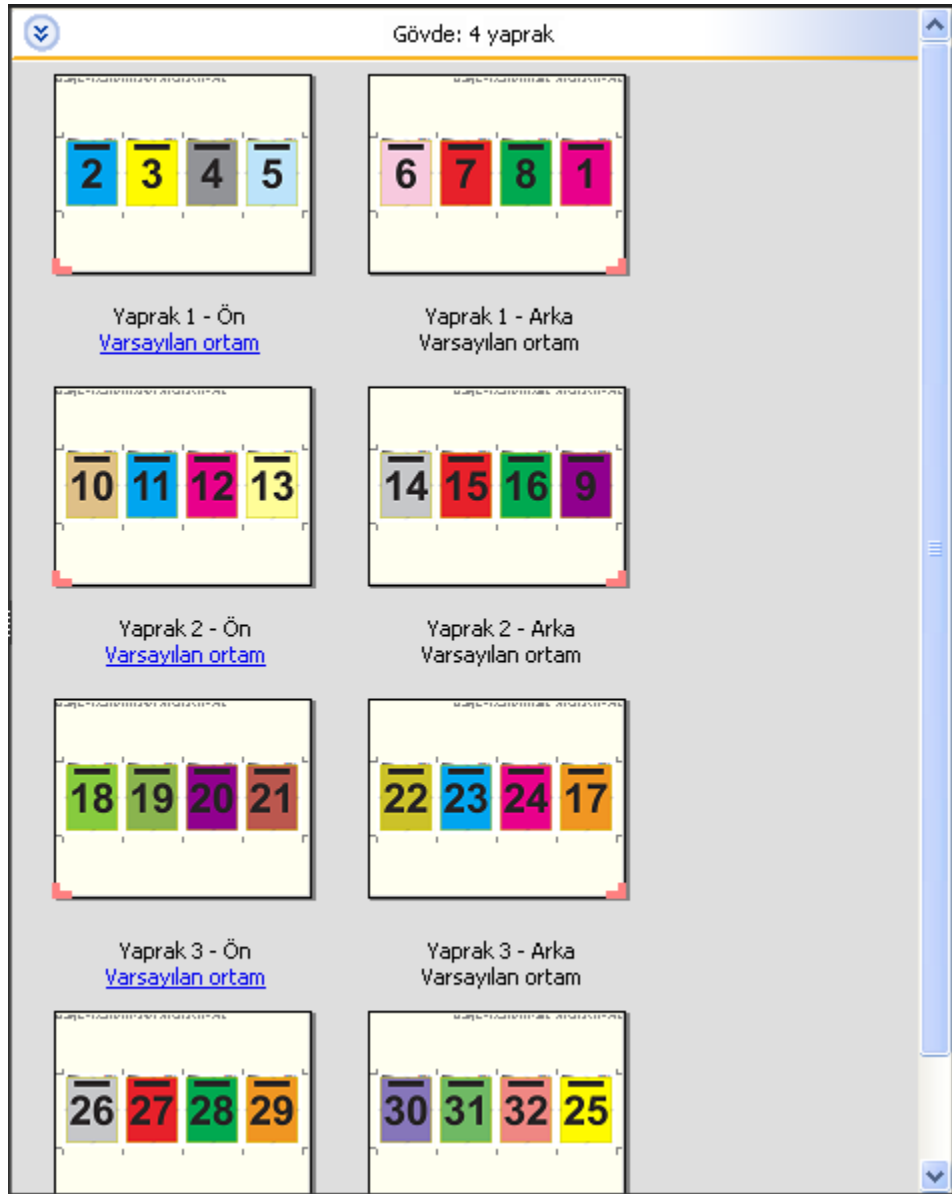 Gövde: 4 yaprak
2 3 4 5
6 7 8 1
Yaprak 1 - Ön
Varsayılan ortam
Yaprak 1 - Arka
Varsayılan ortam
10 11 12 13
14 15 16 9
Yaprak 2 - Ön
Varsayılan ortam
Yaprak 2 - Arka
Varsayılan ortam
18 19 20 21
22 23 24 17
Yaprak 3 - Ön
Varsayılan ortam
Yaprak 3 - Arka
Varsayılan ortam
26 27 28 29
30 31 32 25